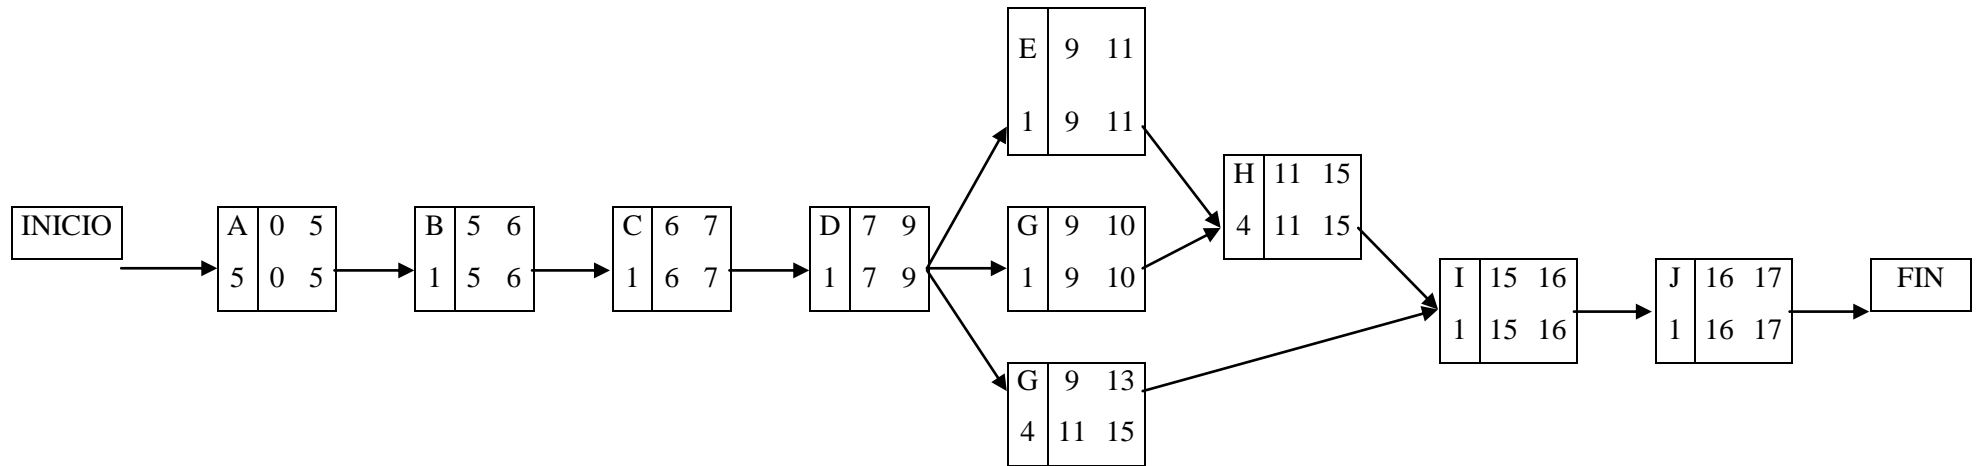 INICIO
A 0 5
5 0 5
B 5 6
1 5 6
C 6 7
1 6 7
D 7 9
1 7 9
E 9 11
1 9 11
G 9 10
1 9 10
G 9 13
4 11 15
H 11 15
4 11 15
I 15 16
1 15 16
J 16 17
1 16 17
FIN